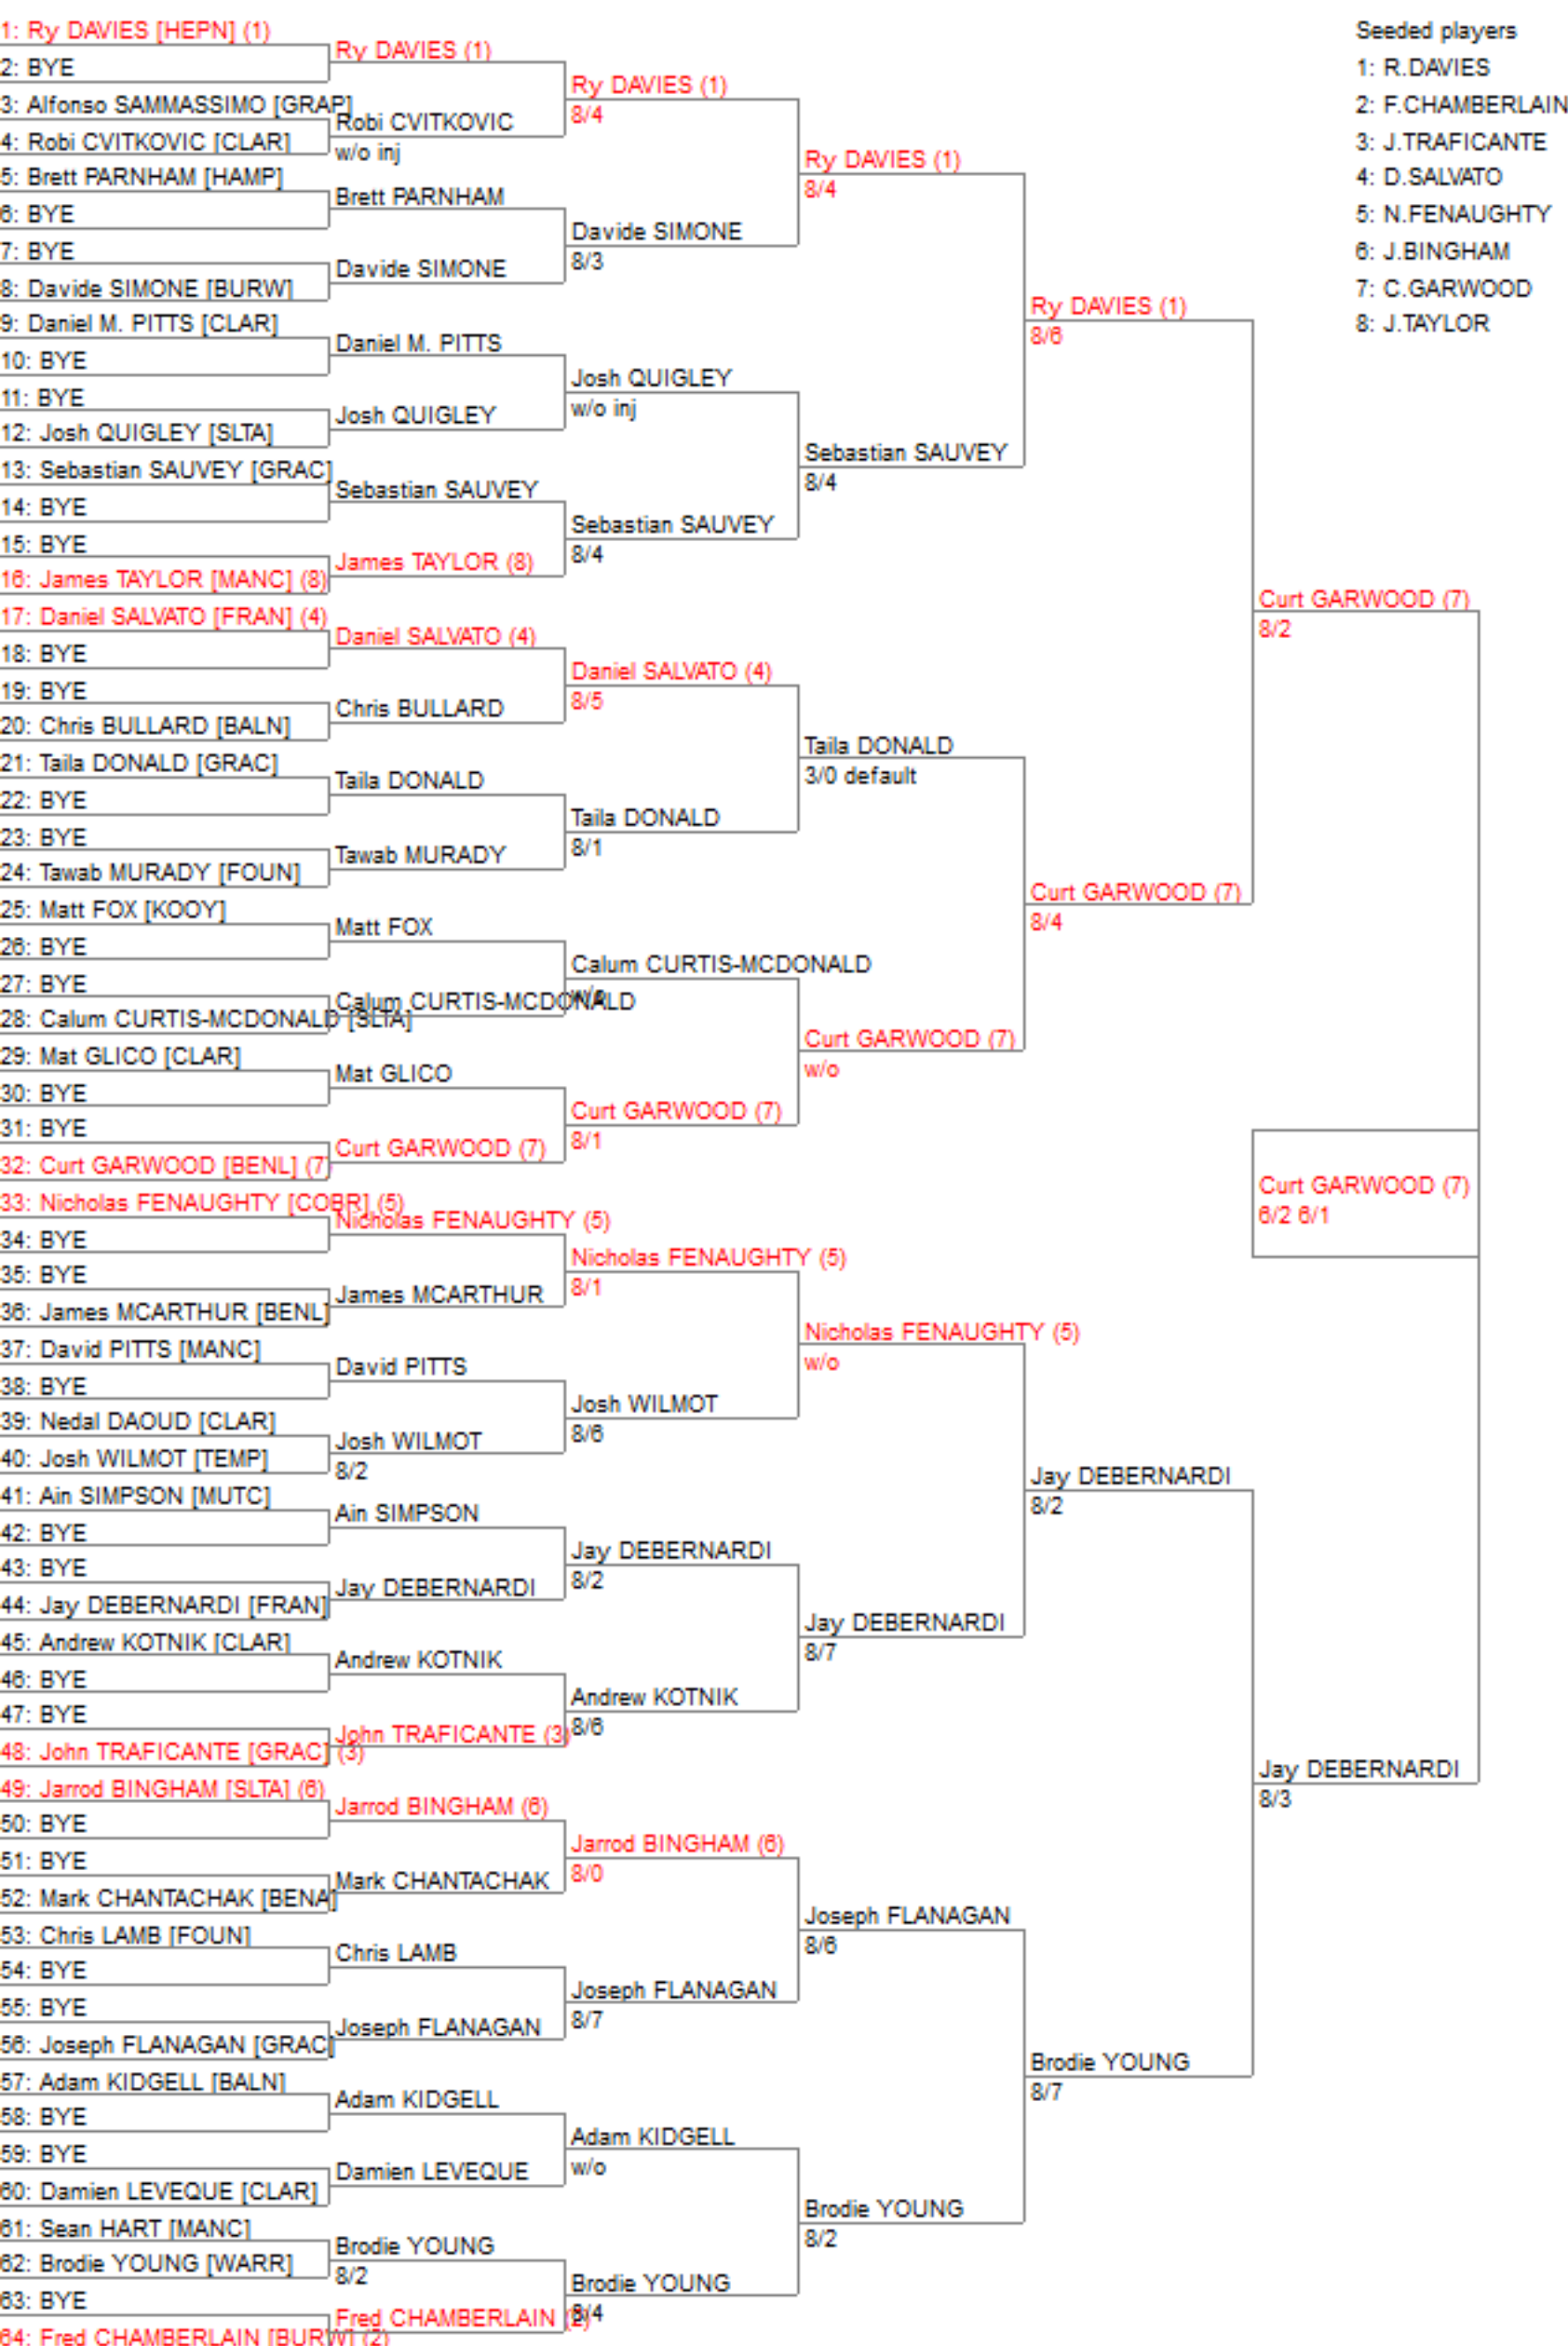 1: Ry DAVIES [HEPN] (1)
2: BYE
3: Alfonso SAMMASSIMO [GRAP]
4: Robi CVITKOVIC [CLAR]
5: Brett PARNHAM [HAMP]
6: BYE
7: BYE
8: Davide SIMONE [BURW]
9: Daniel M. PITTS [CLAR]
10: BYE
11: BYE
12: Josh QUIGLEY [SLTA]
13: Sebastian SAUVEY [GRAC]
14: BYE
15: BYE
16: James TAYLOR [MANC] (8)
17: Daniel SALVATO [FRAN] (4)
18: BYE
19: BYE
20: Chris BULLARD [BALN]
21: Taila DONALD [GRAC]
22: BYE
23: BYE
24: Tawab MURADY [FOUN]
25: Matt FOX [KOOY]
26: BYE
27: BYE
28: Calum CURTIS-MCDONALD [SLTA]
29: Mat GLICO [CLAR]
30: BYE
31: BYE
32: Curt GARWOOD [BENL] (7)
33: Nicholas FENAUGHTY [COBR] (5)
34: BYE
35: BYE
36: James MCARTHUR [BENL]
37: David PITTS [MANC]
38: BYE
39: Nedal DAOUD [CLAR]
40: Josh WILMOT [TEMP]
41: Ain SIMPSON [MUTC]
42: BYE
43: BYE
44: Jay DEBERNARDI [FRAN]
45: Andrew KOTNIK [CLAR]
46: BYE
47: BYE
48: John TRAFICANTE [GRAC] (3)
49: Jarrod BINGHAM [SLTA] (6)
50: BYE
51: BYE
52: Mark CHANTACHAK [BENA]
53: Chris LAMB [FOUN]
54: BYE
55: BYE
56: Joseph FLANAGAN [GRAC]
57: Adam KIDGELL [BALN]
58: BYE
59: BYE
60: Damien LEVEQUE [CLAR]
61: Sean HART [MANC]
62: Brodie YOUNG [WARR]
63: BYE
64: Fred CHAMBERLAIN [BURW] (2)
Ry DAVIES (1)
Robi CVITKOVIC
w/o inj
Brett PARNHAM
Davide SIMONE
Daniel M. PITTS
Josh QUIGLEY
Sebastian SAUVEY
James TAYLOR (8)
Daniel SALVATO (4)
Chris BULLARD
Taila DONALD
Tawab MURADY
Matt FOX
Calum CURTIS-MCDONALD
Mat GLICO
Curt GARWOOD (7)
Nicholas FENAUGHTY (5)
James MCARTHUR
David PITTS
Josh WILMOT
8/2
Ain SIMPSON
Jay DEBERNARDI
Andrew KOTNIK
John TRAFICANTE (3)
Jarrod BINGHAM (6)
Mark CHANTACHAK
Chris LAMB
Joseph FLANAGAN
Adam KIDGELL
Damien LEVEQUE
Brodie YOUNG
8/2
Fred CHAMBERLAIN (2)
Ry DAVIES (1)
8/4
Davide SIMONE
8/3
Josh QUIGLEY
w/o inj
Sebastian SAUVEY
8/4
Daniel SALVATO (4)
8/5
Taila DONALD
8/1
Calum CURTIS-MCDONALD
w/o
Curt GARWOOD (7)
8/1
Nicholas FENAUGHTY (5)
8/1
Josh WILMOT
8/6
Jay DEBERNARDI
8/2
Andrew KOTNIK
8/6
Jarrod BINGHAM (6)
8/0
Joseph FLANAGAN
8/7
Adam KIDGELL
w/o
Brodie YOUNG
8/4
Ry DAVIES (1)
8/4
Sebastian SAUVEY
8/4
Taila DONALD
3/0 default
Curt GARWOOD (7)
w/o
Nicholas FENAUGHTY (5)
w/o
Jay DEBERNARDI
8/7
Joseph FLANAGAN
8/6
Brodie YOUNG
8/2
Ry DAVIES (1)
8/6
Curt GARWOOD (7)
8/4
Jay DEBERNARDI
8/2
Brodie YOUNG
8/7
Curt GARWOOD (7)
8/2
Jay DEBERNARDI
8/3
Curt GARWOOD (7)
6/2 6/1
Seeded players
1: R.DAVIES
2: F.CHAMBERLAIN
3: J.TRAFICANTE
4: D.SALVATO
5: N.FENAUGHTY
6: J.BINGHAM
7: C.GARWOOD
8: J.TAYLOR